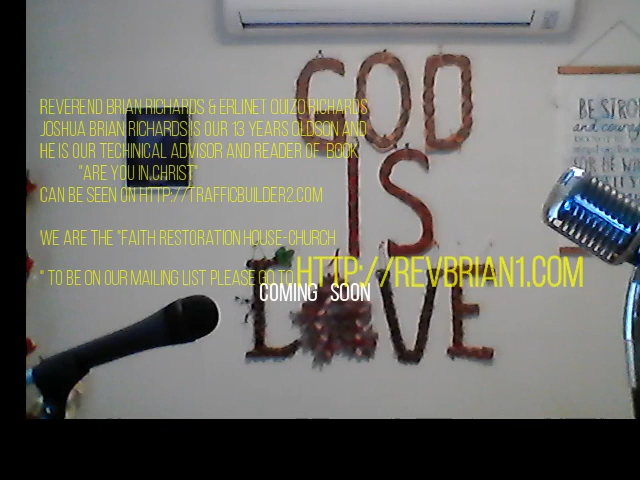 GOD
IS
LOVE
REVEREND BRIAN RICHARDS & ERLINET QUIZO RICHARDS
JOSHUA BRIAN RICHARDS IS OUR 13 YEARS OLDSON AND
HE IS OUR TECHINICAL ADVISOR AND READER OF BOOK
"ARE YOU IN CHRIST"
CAN BE SEEN ON HTTP://TRAFFICBUILDER2.COM
WE ARE THE "FAITH RESTORATION HOUSE-CHURCH
" TO BE ON OUR MAILING LIST PLEASE GO TO HTTP://REVBRIAN1.COM
COMING SOON
BE STRO
and courag